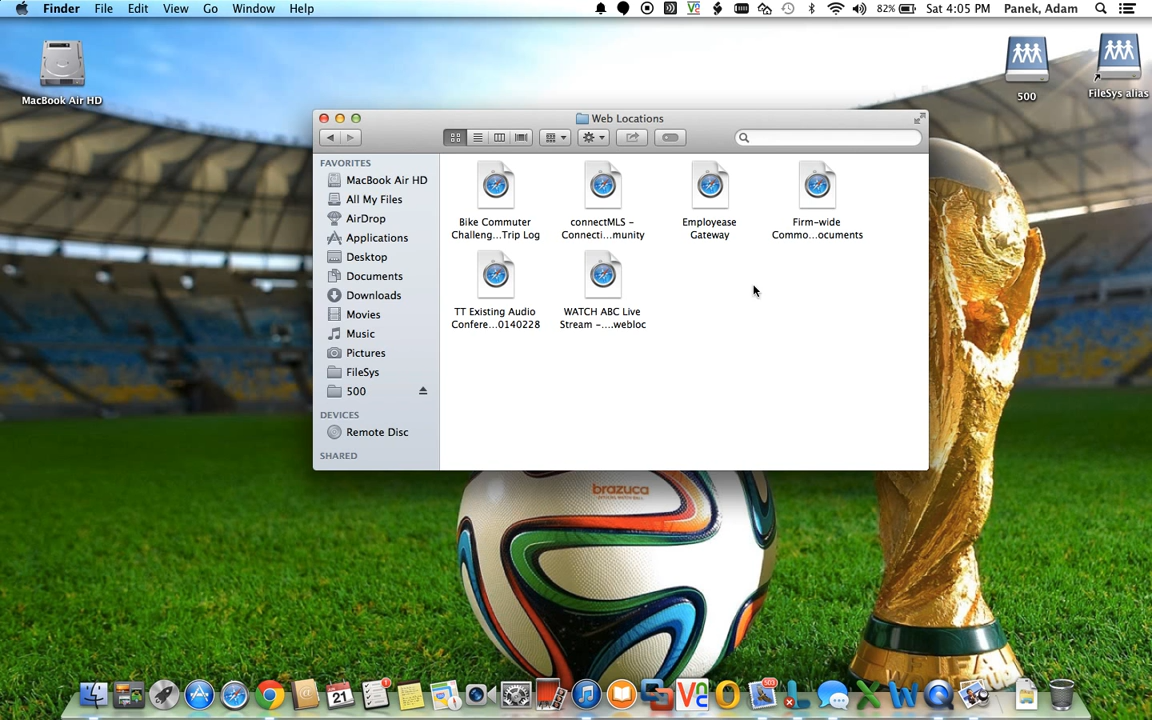 Finder File Edit View Go Window Help 82% Sat 4:05 PM Panek, Adam
MacBook Air HD
500
FileSys alias
Web Locations
FAVORITES
MacBook Air HD
All My Files
AirDrop
Applications
Desktop
Documents
Downloads
Movies
Music
Pictures
FileSys
500
DEVICES
Remote Disc
SHARED
Bike Commuter
Challeng...Trip Log
connectMLS –
Connecti...munity
Employease
Gateway
Firm-wide
Commo...ocuments
TT Existing Audio
Confere...0140228
WATCH ABC Live
Stream –....webloc
brazuca
21
503